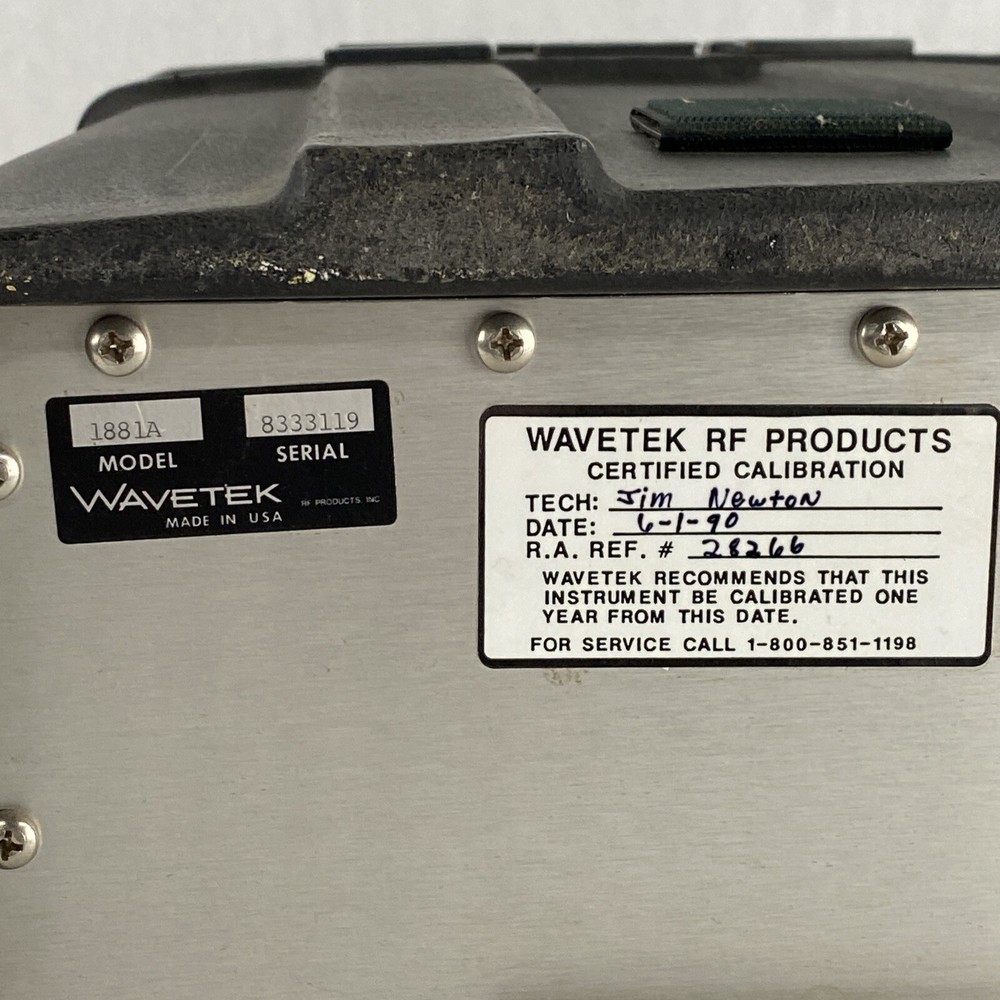 1881A 8333119
MODEL SERIAL
WAVETEK RF PRODUCTS, INC
MADE IN USA
WAVETEK RF PRODUCTS
CERTIFIED CALIBRATION
TECH: Jim Newton
DATE: 6-1-90
R.A. REF. # 28266
WAVETEK RECOMMENDS THAT THIS
INSTRUMENT BE CALIBRATED ONE
YEAR FROM THIS DATE.
FOR SERVICE CALL 1-800-851-1198